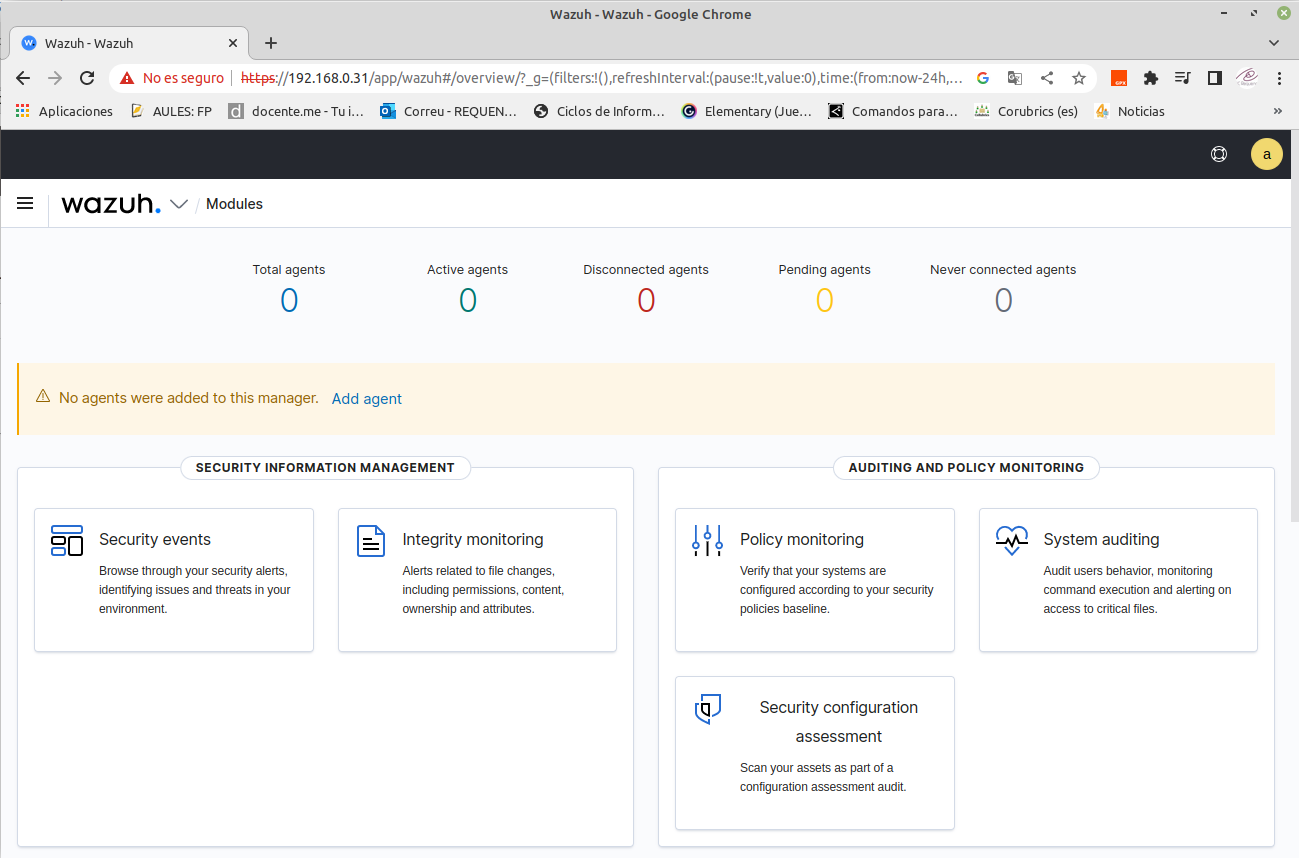 Wazuh - Wazuh - Google Chrome
Wazuh - Wazuh
No es seguro https://192.168.0.31/app/wazuh#/overview/?_g=(filters:!(),refreshInterval:(pause:!t,value:0),time:(from:now-24h,...
Aplicaciones AULES: FP docente.me - Tu i... Correu - REQUEN... Ciclos de Inform... Elementary (Jue... Comandos para... Corubrics (es) Noticias »
a
wazuh. / Modules
Total agents Active agents Disconnected agents Pending agents Never connected agents
0 0 0 0 0
No agents were added to this manager. Add agent
SECURITY INFORMATION MANAGEMENT
Security events
Browse through your security alerts,
identifying issues and threats in your
environment.
Integrity monitoring
Alerts related to file changes,
including permissions, content,
ownership and attributes.
AUDITING AND POLICY MONITORING
Policy monitoring
Verify that your systems are
configured according to your security
policies baseline.
System auditing
Audit users behavior, monitoring
command execution and alerting on
access to critical files.
Security configuration
assessment
Scan your assets as part of a
configuration assessment audit.